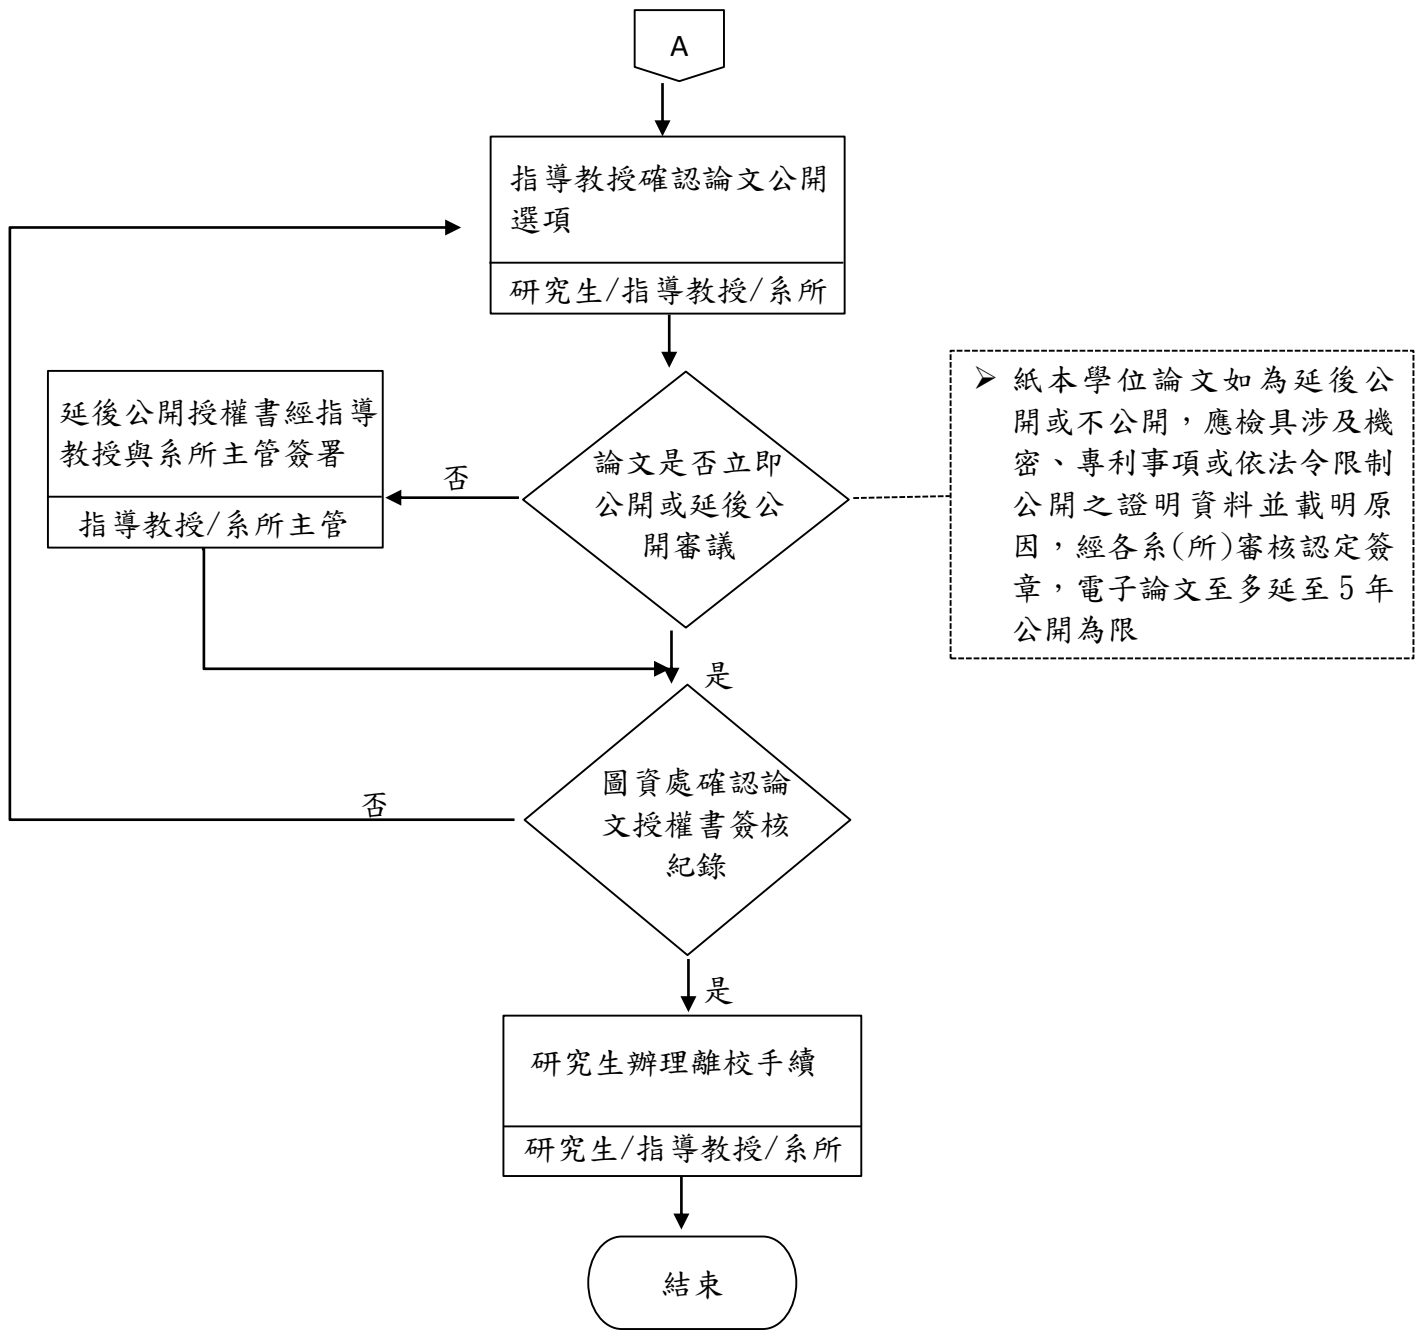 A
指導教授確認論文公開
選項
研究生/指導教授/系所
延後公開授權書經指導
教授與系所主管簽署
指導教授/系所主管
否
論文是否立即
公開或延後公
開審議
➢ 紙本學位論文如為延後公
開或不公開，應檢具涉及機
密、專利事項或依法令限制
公開之證明資料並載明原
因，經各系(所)審核認定簽
章，電子論文至多延至 5 年
公開為限
是
否
圖資處確認論
文授權書簽核
紀錄
是
研究生辦理離校手續
研究生/指導教授/系所
結束